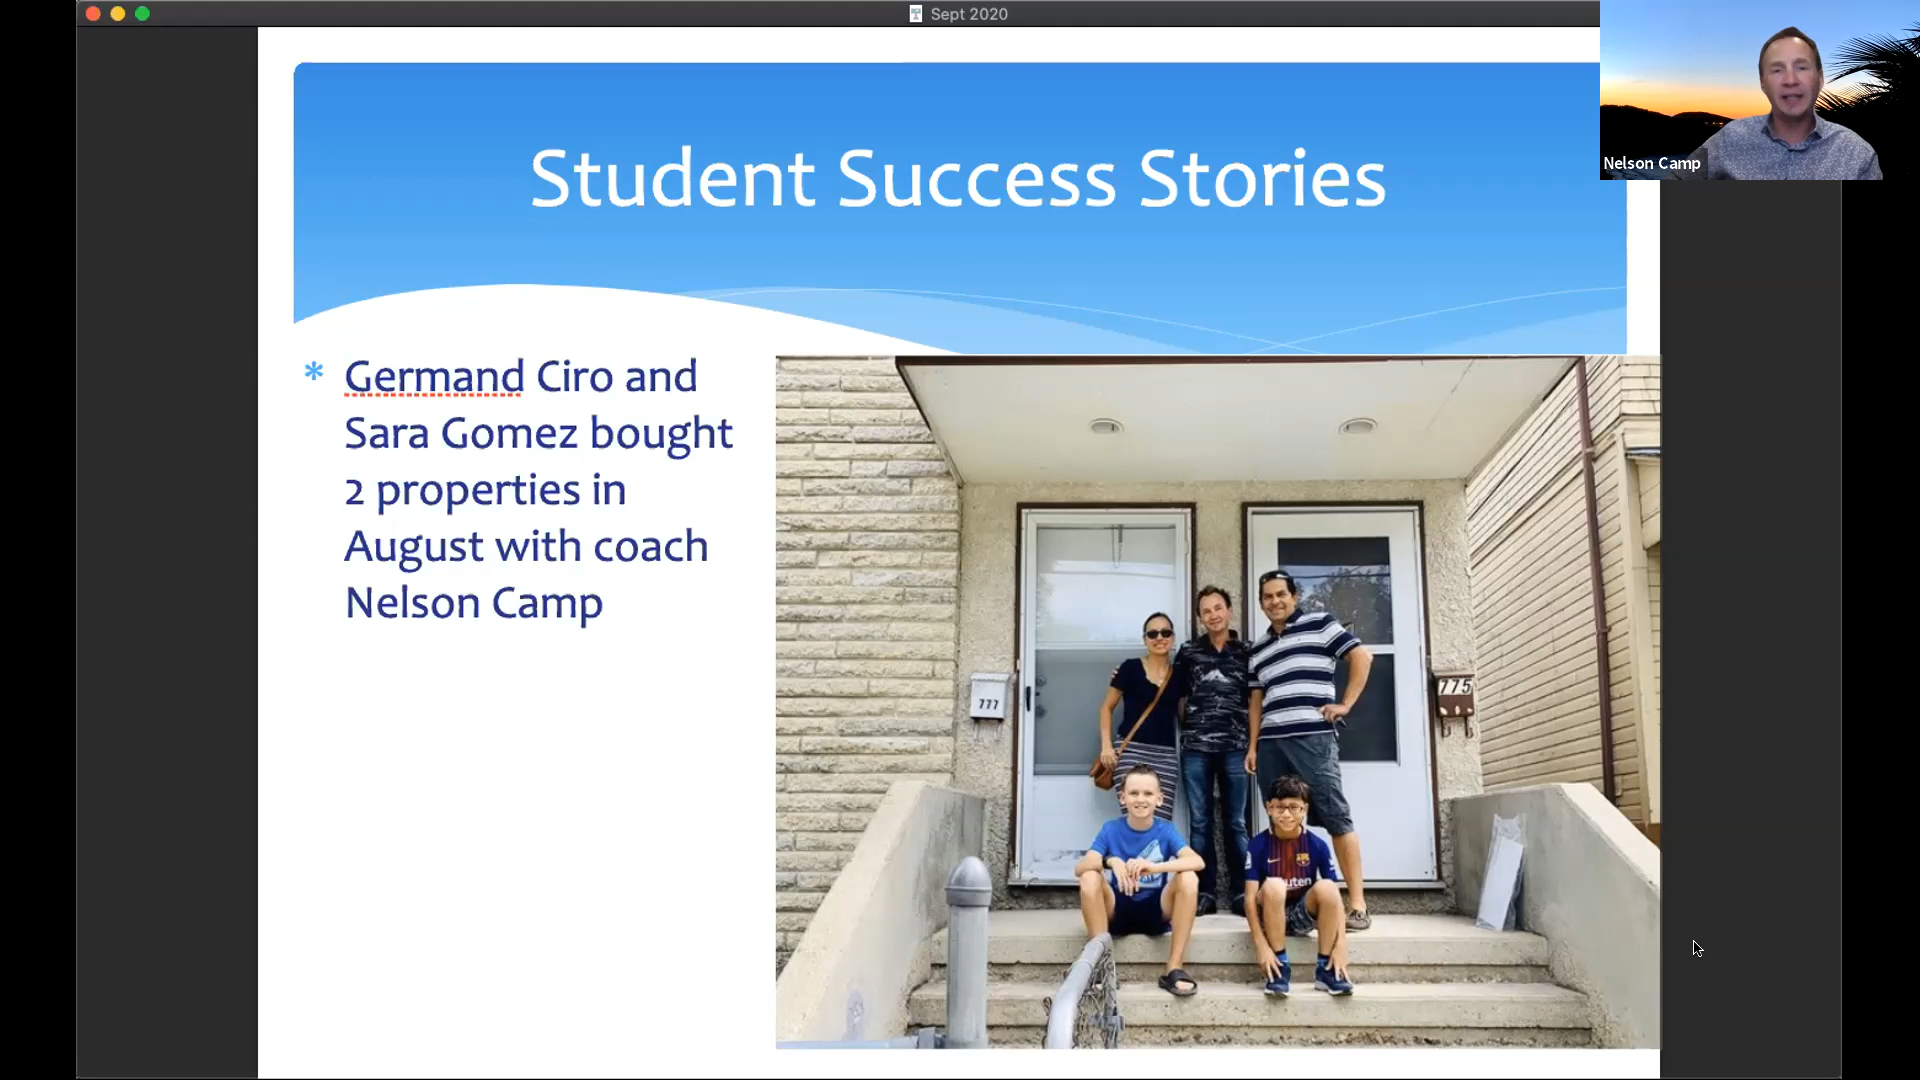 Sept 2020
Nelson Camp
Student Success Stories
* Germand Ciro and
Sara Gomez bought
2 properties in
August with coach
Nelson Camp
777
775